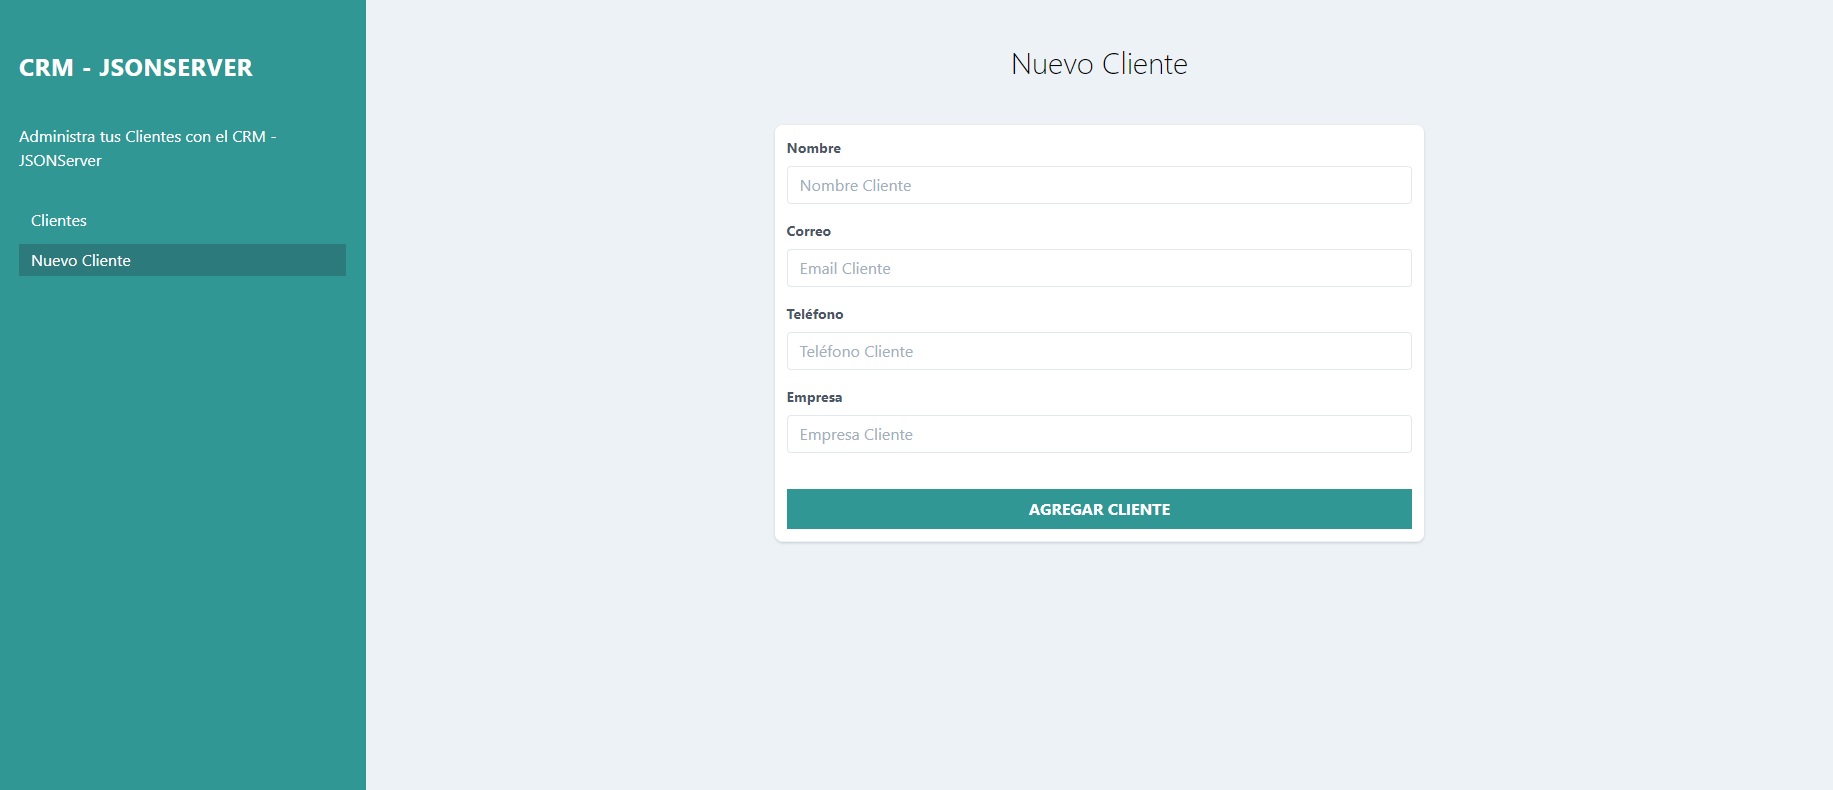 CRM - JSONSERVER
Administra tus Clientes con el CRM -
JSONServer
Clientes
Nuevo Cliente
Nuevo Cliente
Nombre
Nombre Cliente
Correo
Email Cliente
Teléfono
Teléfono Cliente
Empresa
Empresa Cliente
AGREGAR CLIENTE